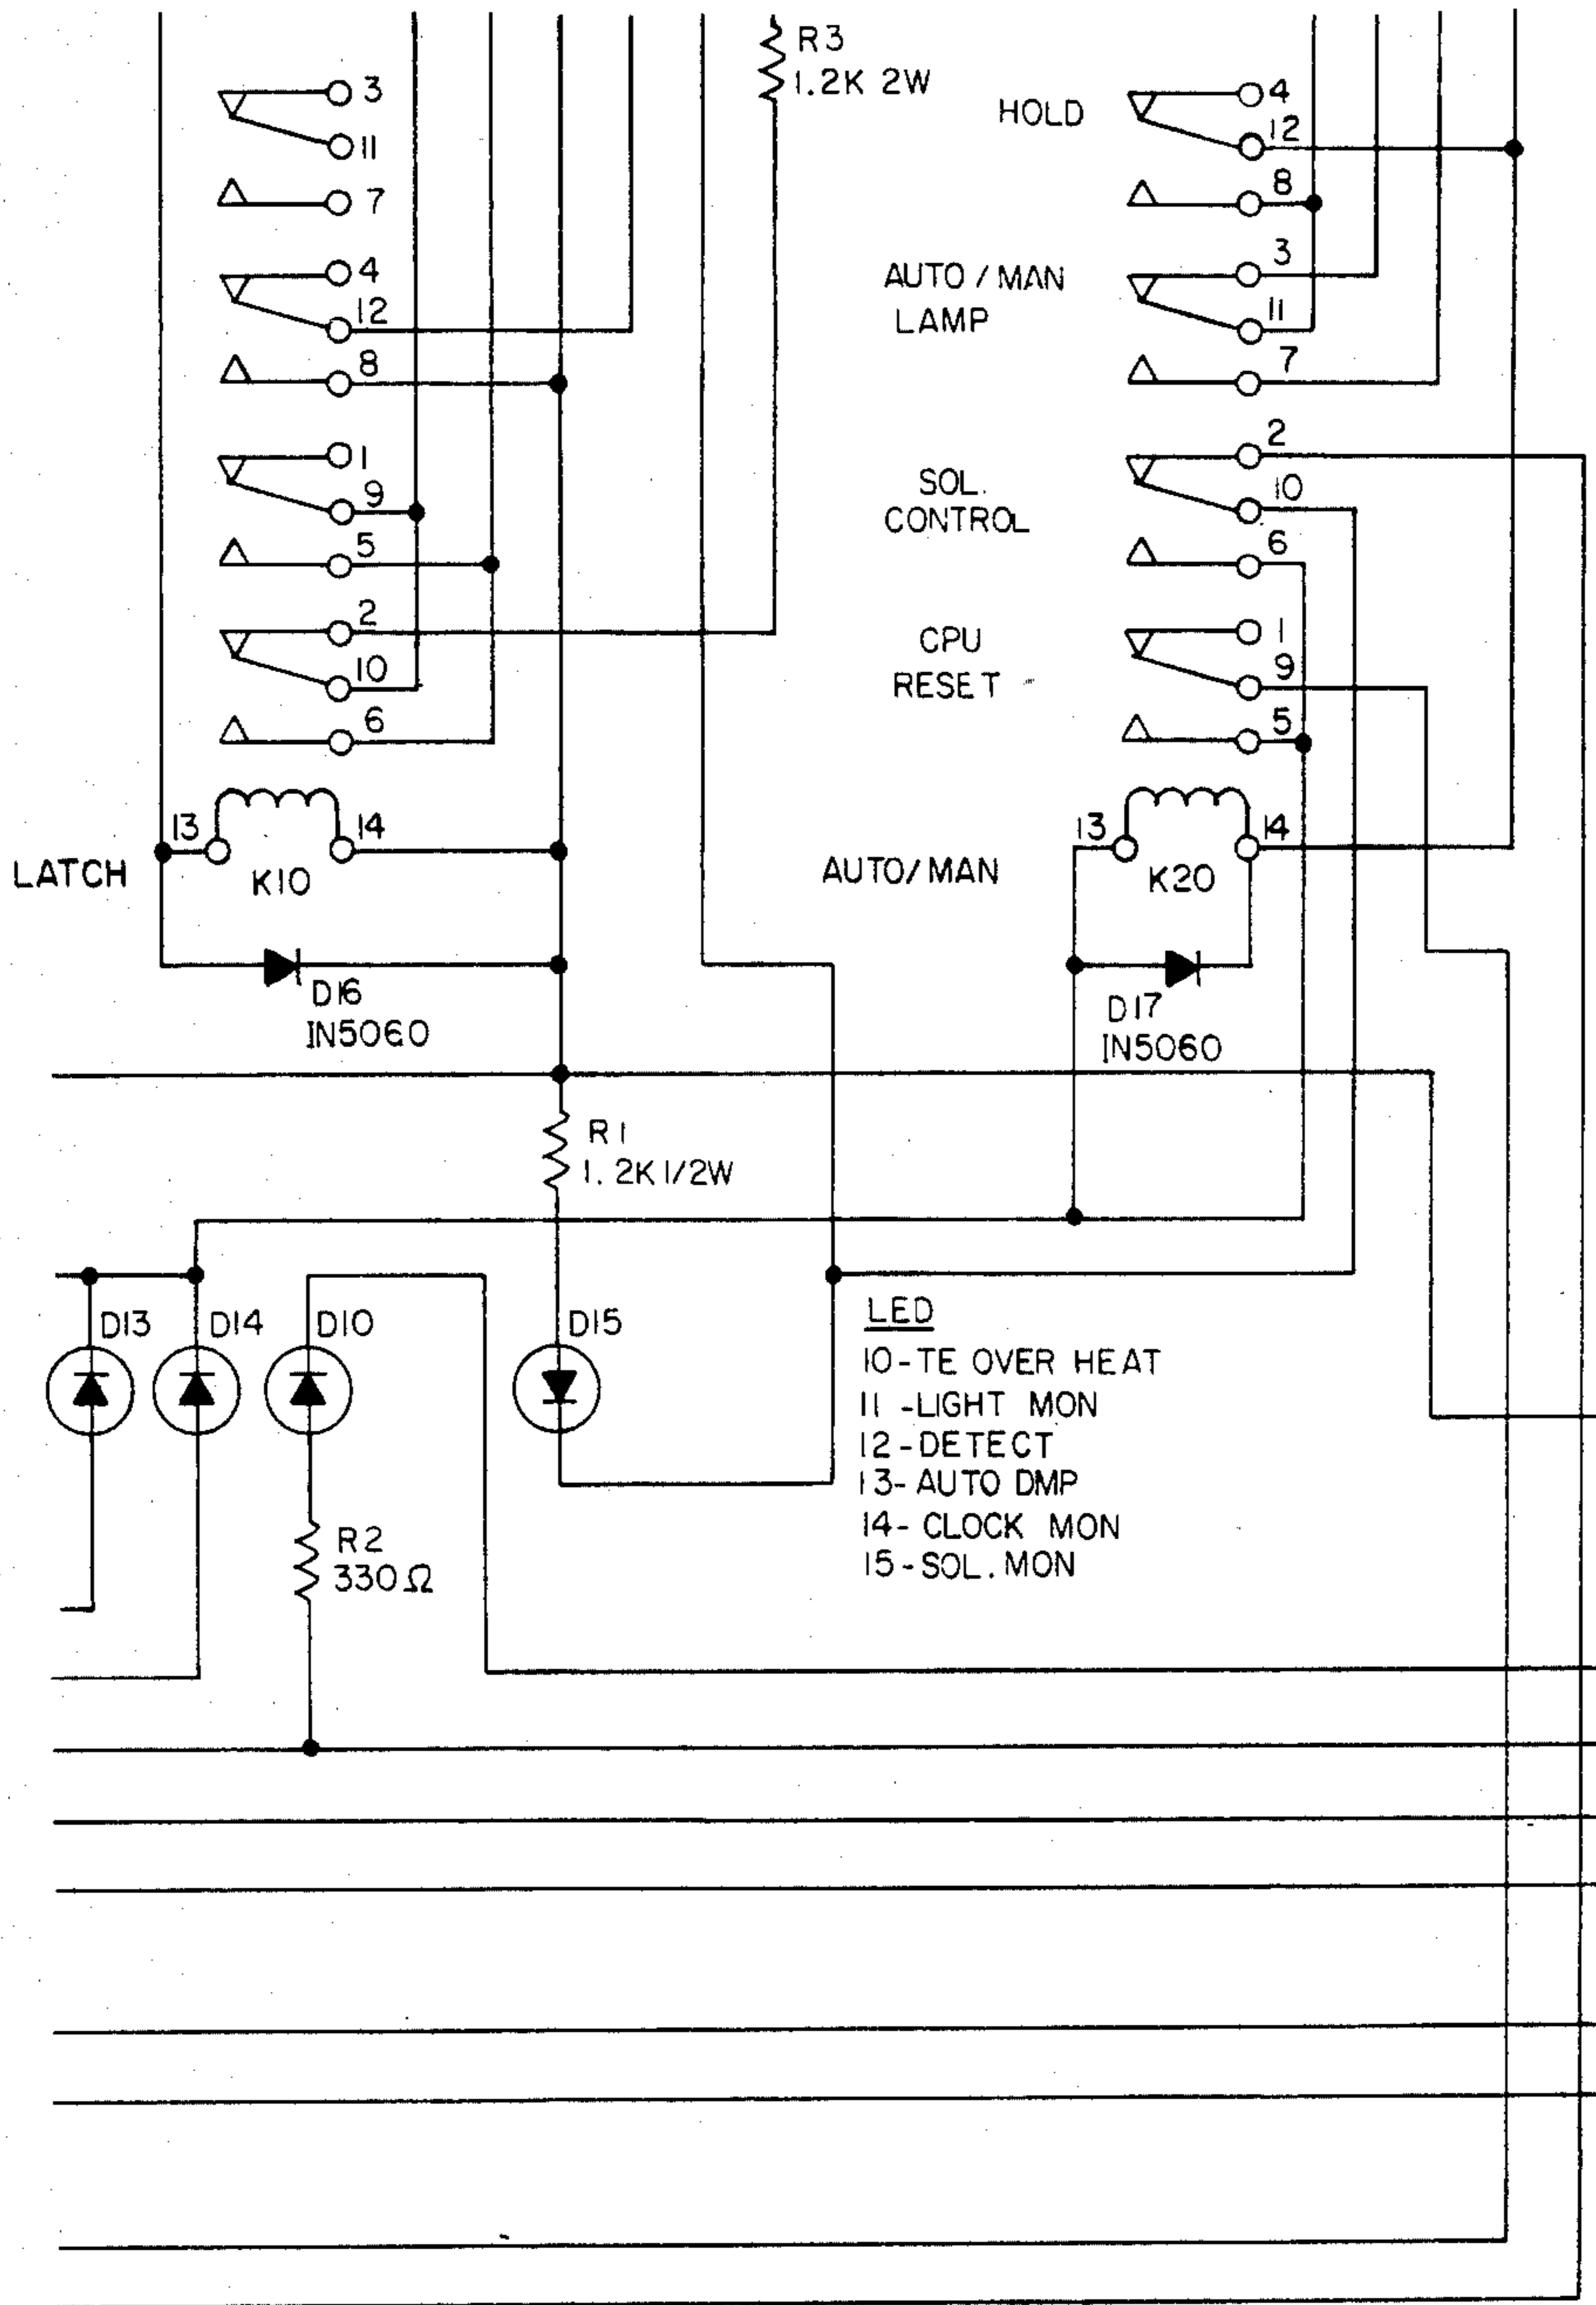 R3
1.2K 2W
3
11
7
4
12
8
1
9
5
2
10
6
13
14
K10
LATCH
D16
IN5060
HOLD
4
12
8
AUTO / MAN
LAMP
3
11
7
SOL.
CONTROL
2
10
6
CPU
RESET
1
9
5
13
14
K20
AUTO/MAN
D17
IN5060
R1
1.2K 1/2W
D13
D14
D10
D15
R2
330Ω
LED
10-TE OVER HEAT
11-LIGHT MON
12-DETECT
13-AUTO DMP
14-CLOCK MON
15-SOL. MON